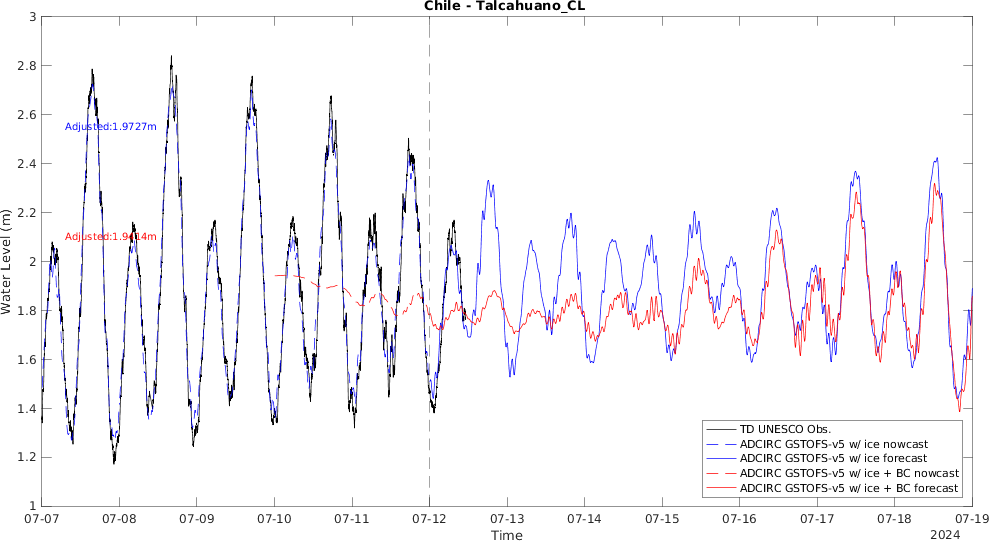 Chile - Talcahuano_CL
3
2.8
2.6
2.4
2.2
2
1.8
1.6
1.4
1.2
1
Water Level (m)
Adjusted:1.9727m
Adjusted:1.9414m
TD UNESCO Obs.
ADCIRC GSTOFS-v5 w/ ice nowcast
ADCIRC GSTOFS-v5 w/ ice forecast
ADCIRC GSTOFS-v5 w/ ice + BC nowcast
ADCIRC GSTOFS-v5 w/ ice + BC forecast
07-07 07-08 07-09 07-10 07-11 07-12 07-13 07-14 07-15 07-16 07-17 07-18 07-19
Time
2024